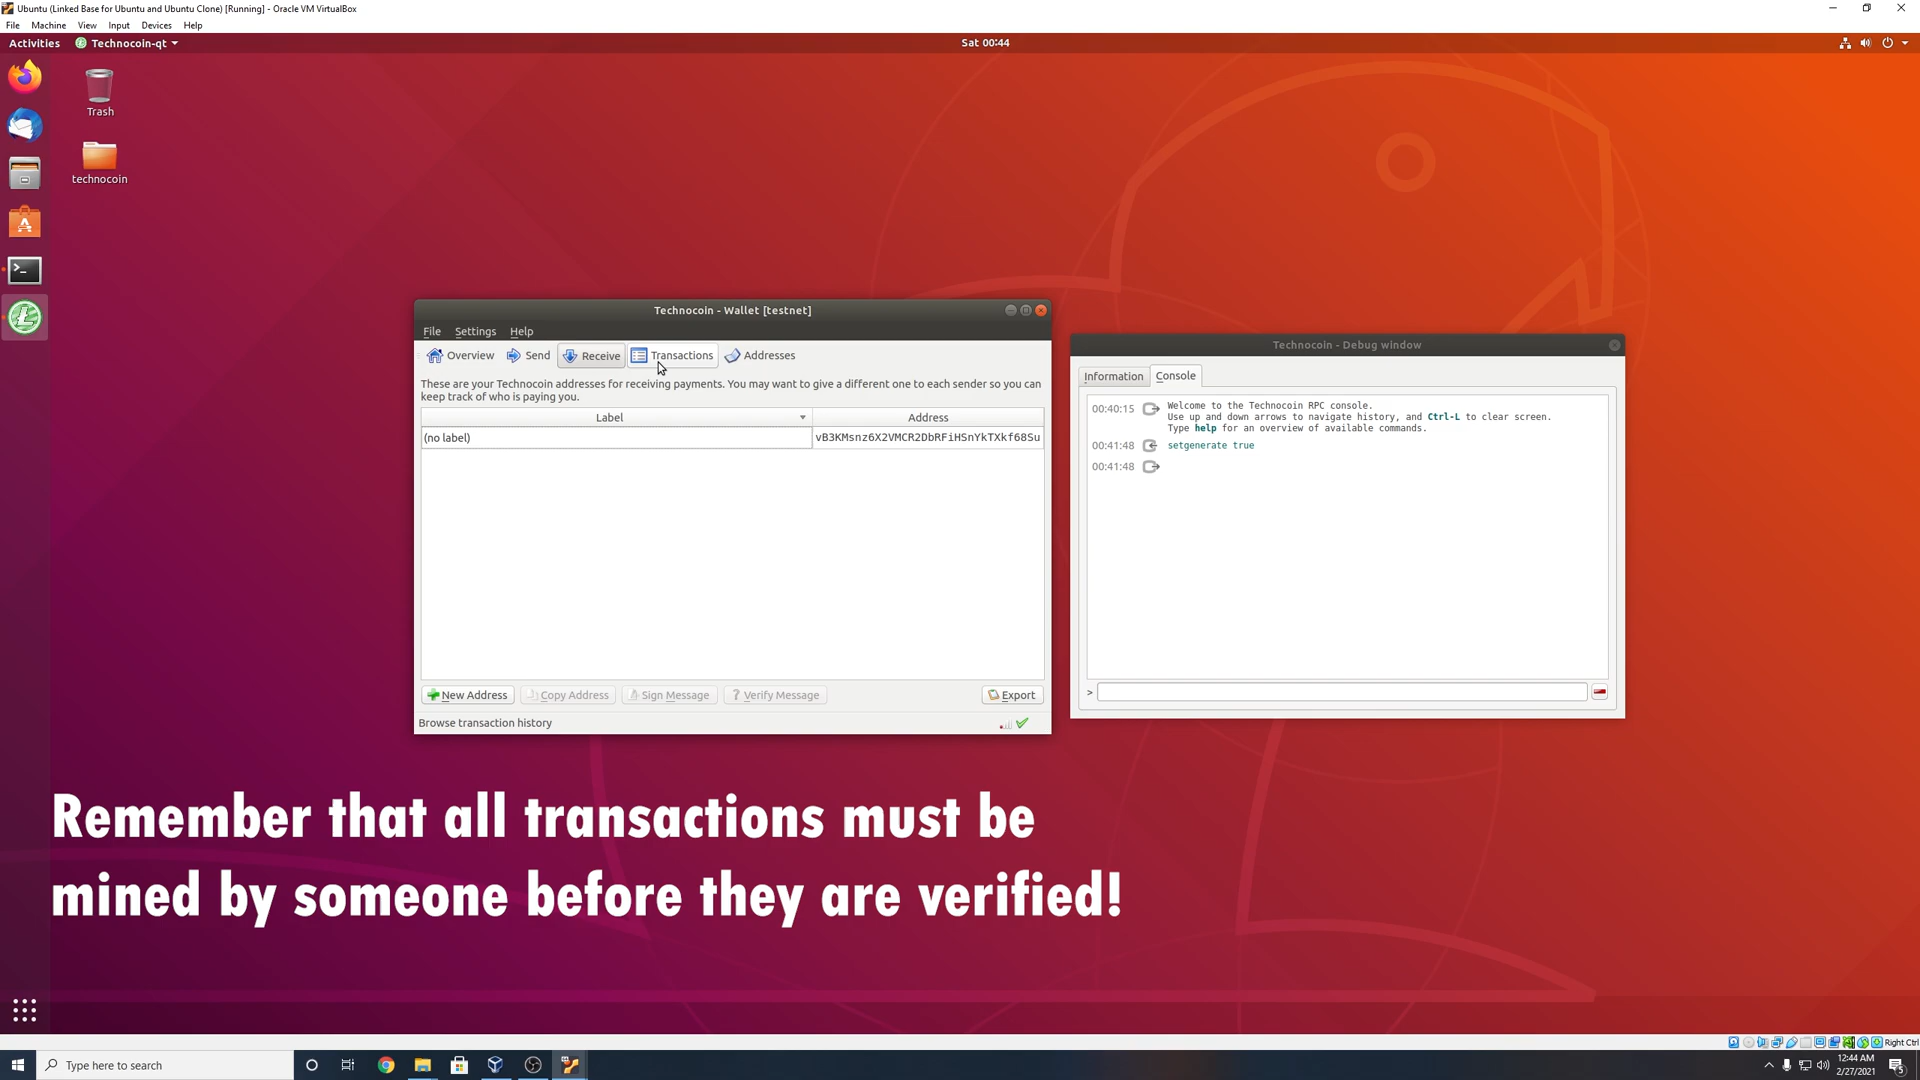 Ubuntu (Linked Base for Ubuntu and Ubuntu Clone) [Running] - Oracle VM VirtualBox
File Machine View Input Devices Help
Activities Technocoin-qt Sat 00:44
Trash
technocoin
Technocoin - Wallet [testnet]
File Settings Help
Overview Send Receive Transactions Addresses
These are your Technocoin addresses for receiving payments. You may want to give a different one to each sender so you can
keep track of who is paying you.
Label Address
(no label) vB3KMsnz6X2VMCR2DbRFiHSnYkTXkf68Su
New Address Copy Address Sign Message ? Verify Message Export
Browse transaction history
Technocoin - Debug window
Information Console
00:40:15 Welcome to the Technocoin RPC console.
Use up and down arrows to navigate history, and Ctrl-L to clear screen.
Type help for an overview of available commands.
00:41:48 setgenerate true
00:41:48
>
Remember that all transactions must be
mined by someone before they are verified!
Right Ctrl
Type here to search
12:44 AM
2/27/2021
5